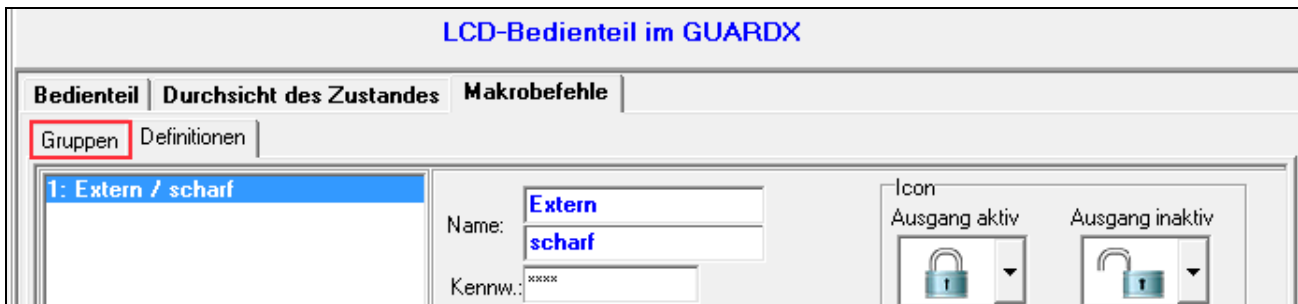 LCD-Bedienteil im GUARDX
Bedienteil Durchsicht des Zustandes Makrobefehle
Gruppen Definitionen
1: Extern / scharf
Name: Extern
scharf
Kennw.: ****
Icon
Ausgang aktiv Ausgang inaktiv